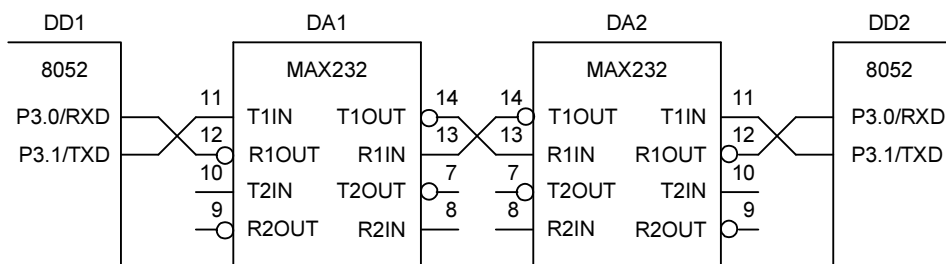 DD1 DA1 DA2 DD2
8052 MAX232 MAX232 8052
11 14 14 11
P3.0/RXD T1IN T1OUT T1OUT T1IN P3.0/RXD
12 13 13 12
P3.1/TXD R1OUT R1IN R1IN R1OUT P3.1/TXD
10 7 7 10
T2IN T2OUT T2OUT T2IN
9 8 8 9
R2OUT R2IN R2IN R2OUT